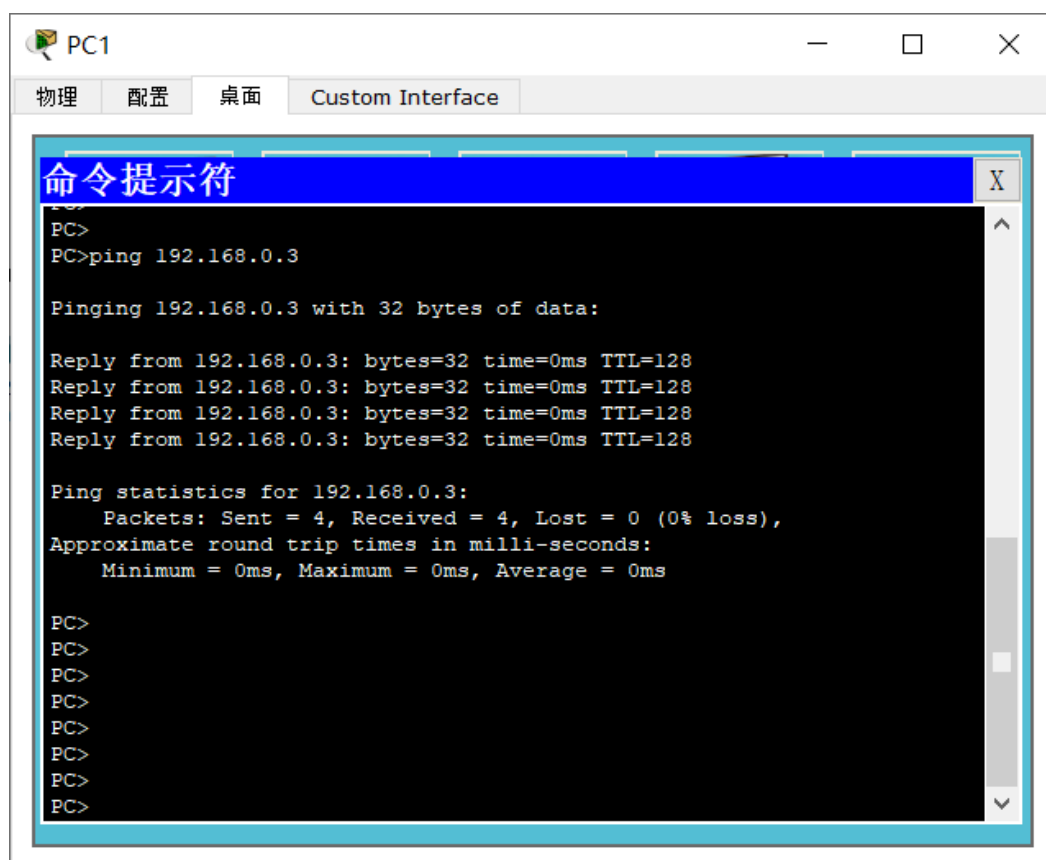 PC1
物理 配置 桌面 Custom Interface
命令提示符 X
PC>
PC>ping 192.168.0.3
Pinging 192.168.0.3 with 32 bytes of data:
Reply from 192.168.0.3: bytes=32 time=0ms TTL=128
Reply from 192.168.0.3: bytes=32 time=0ms TTL=128
Reply from 192.168.0.3: bytes=32 time=0ms TTL=128
Reply from 192.168.0.3: bytes=32 time=0ms TTL=128
Ping statistics for 192.168.0.3:
Packets: Sent = 4, Received = 4, Lost = 0 (0% loss),
Approximate round trip times in milli-seconds:
Minimum = 0ms, Maximum = 0ms, Average = 0ms
PC>
PC>
PC>
PC>
PC>
PC>
PC>
PC>